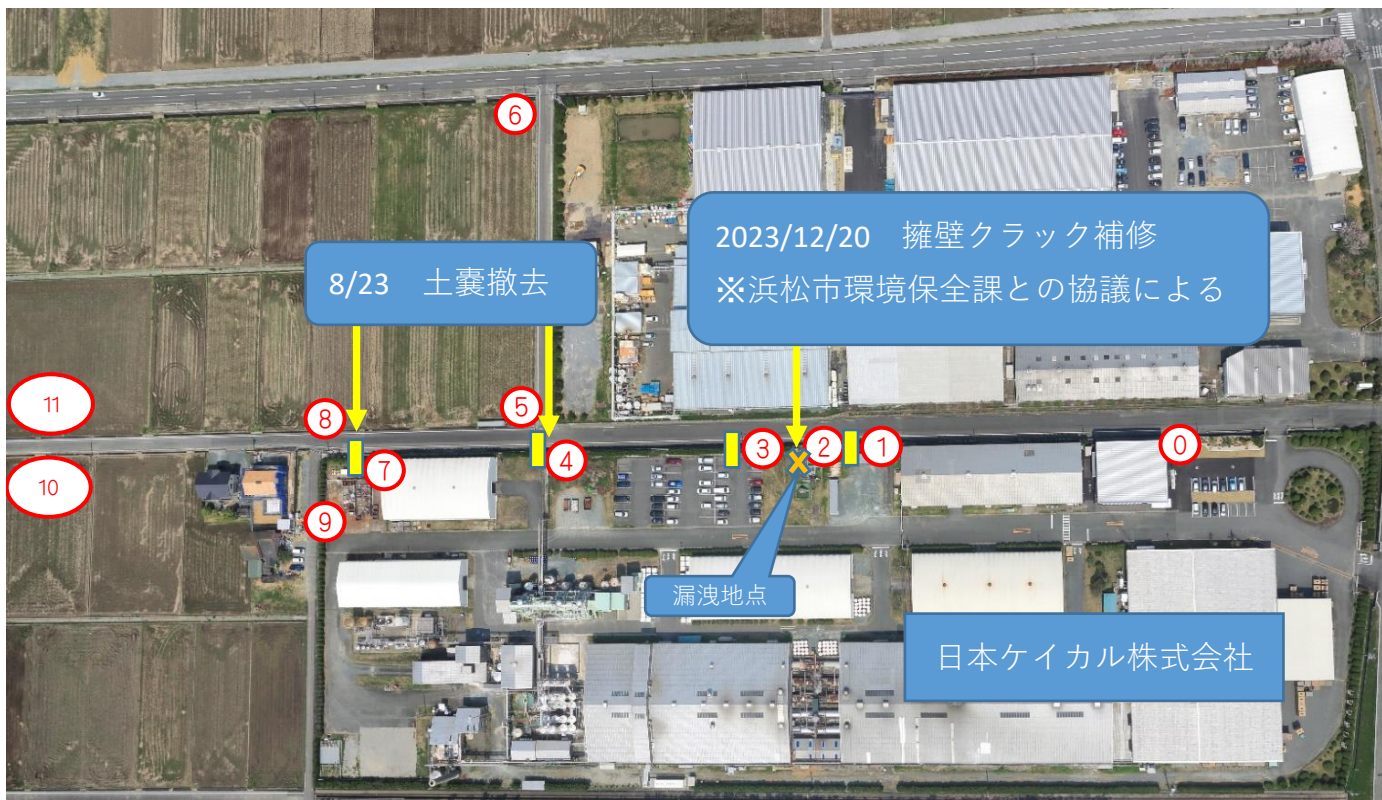 ⑥
2023/12/20 擁壁クラック補修
※浜松市環境保全課との協議による
8/23 土嚢撤去
11
⑧
⑤
⑦
④
③
②
①
⓪
10
⑨
漏洩地点
日本ケイカル株式会社